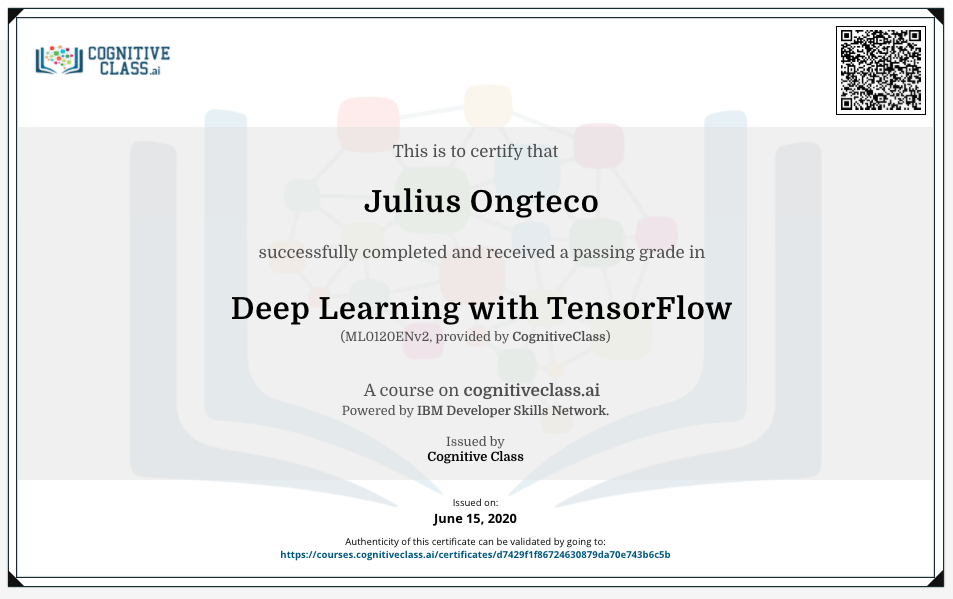 COGNITIVE
CLASS.ai
This is to certify that
Julius Ongteco
successfully completed and received a passing grade in
Deep Learning with TensorFlow
(ML0120ENv2, provided by CognitiveClass)
A course on cognitiveclass.ai
Powered by IBM Developer Skills Network.
Issued by
Cognitive Class
Issued on:
June 15, 2020
Authenticity of this certificate can be validated by going to:
https://courses.cognitiveclass.ai/certificates/d7429f1f86724630879da70e743b6c5b